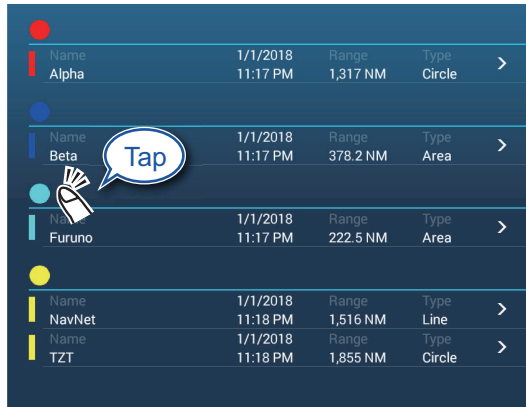 Name 1/1/2018 Range Type
Alpha 11:17 PM 1,317 NM Circle
Name 1/1/2018 Range Type
Beta 11:17 PM 378.2 NM Area
Tap
Name 1/1/2018 Range Type
Furuno 11:17 PM 222.5 NM Area
Name 1/1/2018 Range Type
NavNet 11:18 PM 1,516 NM Line
Name 1/1/2018 Range Type
TZT 11:18 PM 1,855 NM Circle